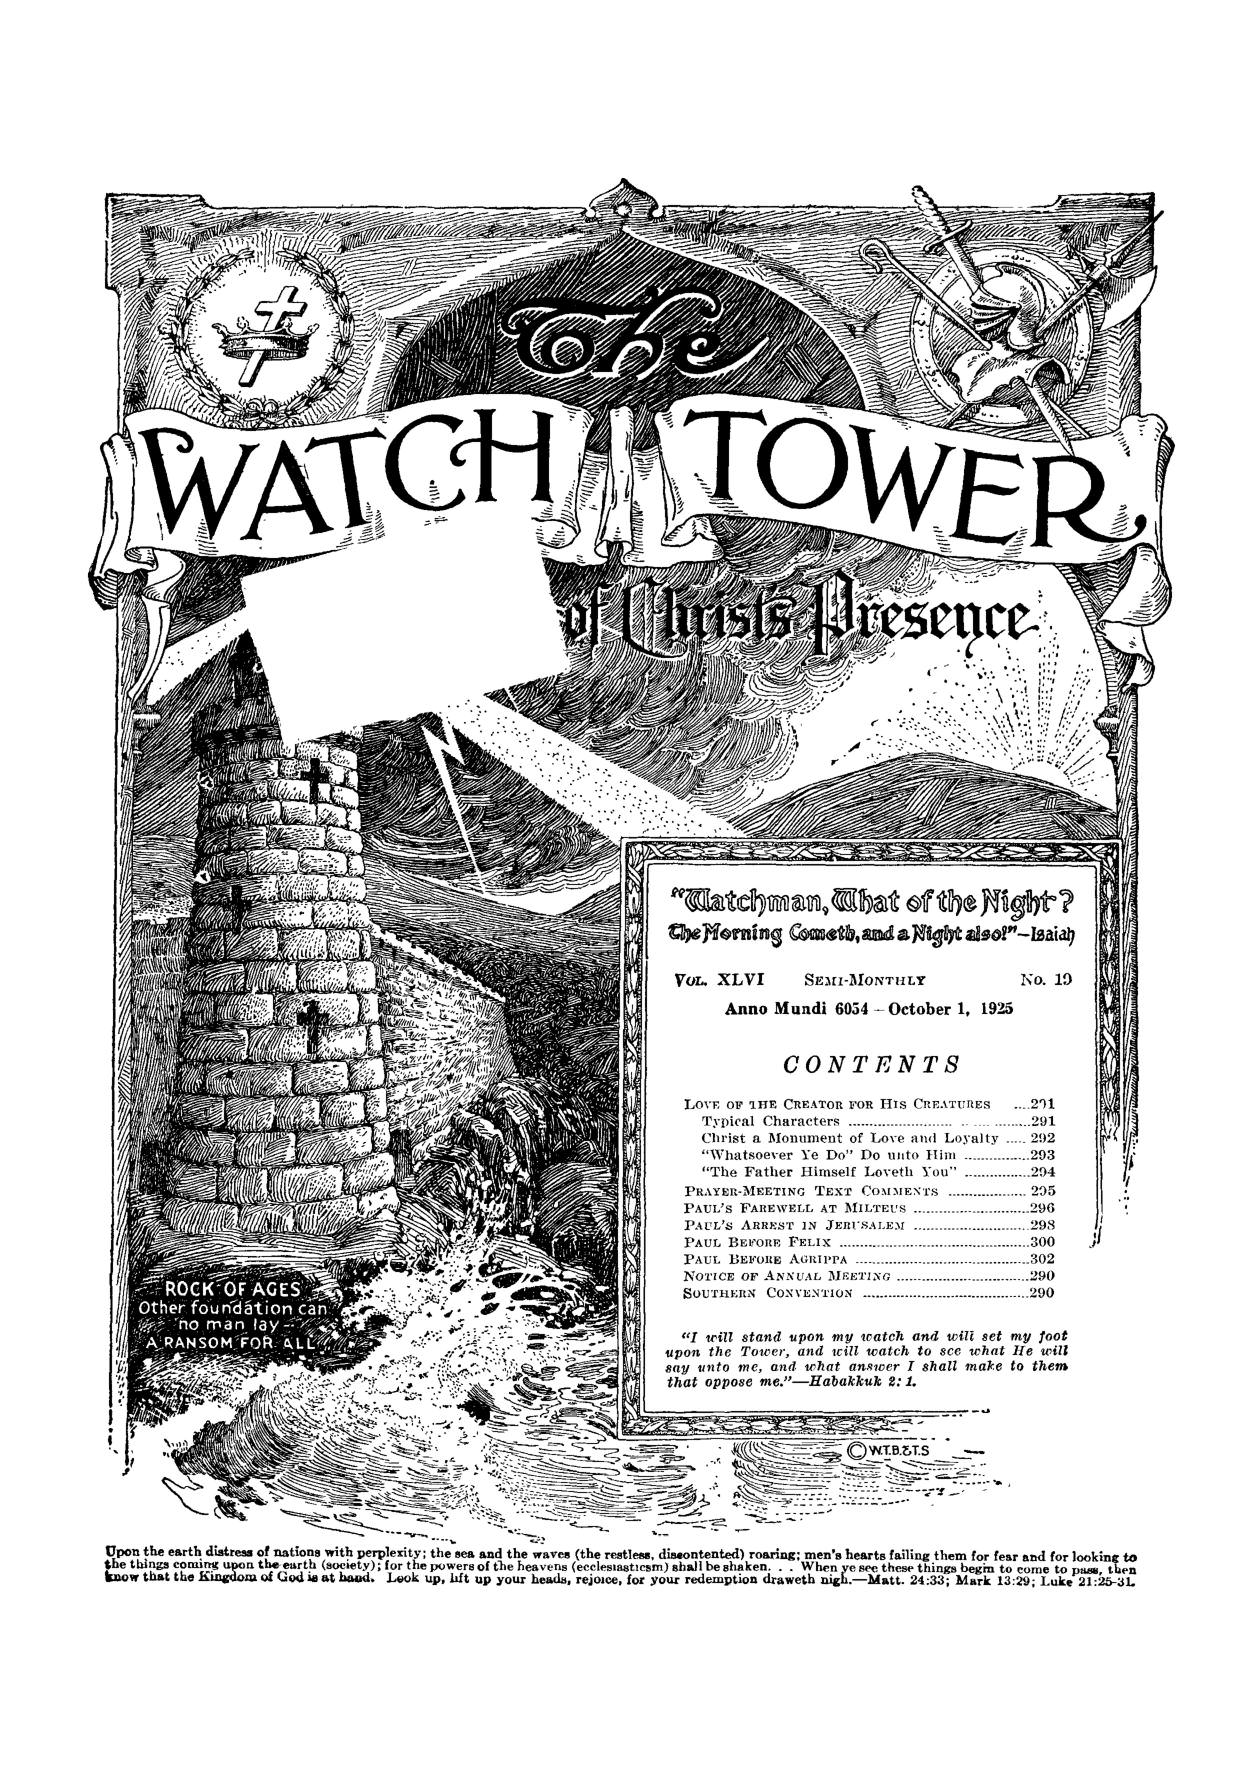 The
WATCH TOWER
of Christ's Presence
"Watchman, What of the Night?
The Morning Cometh, and a Night also!"—Isaiah
VOL. XLVI SEMI-MONTHLY No. 19
Anno Mundi 6054 — October 1, 1925
CONTENTS
LOVE OF THE CREATOR FOR HIS CREATURES ....291
Typical Characters ....291
Christ a Monument of Love and Loyalty .... 292
"Whatsoever Ye Do" Do unto Him ....293
"The Father Himself Loveth You" ....294
PRAYER-MEETING TEXT COMMENTS .... 295
PAUL'S FAREWELL AT MILTEUS ....296
PAUL'S ARREST IN JERUSALEM ....298
PAUL BEFORE FELIX ....300
PAUL BEFORE AGRIPPA ....302
NOTICE OF ANNUAL MEETING ....290
SOUTHERN CONVENTION ....290
"I will stand upon my watch and will set my foot
upon the Tower, and will watch to see what He will
say unto me, and what answer I shall make to them
that oppose me."—Habakkuk 2:1.
ROCK OF AGES
Other foundation can
no man lay—
A RANSOM FOR ALL
© W.T.B.&T.S
Upon the earth distress of nations with perplexity; the sea and the waves (the restless, discontented) roaring; men's hearts failing them for fear and for looking to
the things coming upon the earth (society); for the powers of the heavens (ecclesiasticsm) shall be shaken. . . When ye see these things begin to come to pass, then
know that the Kingdom of God is at hand. Look up, lift up your heads, rejoice, for your redemption draweth nigh.—Matt. 24:33; Mark 13:29; Luke 21:25-31.